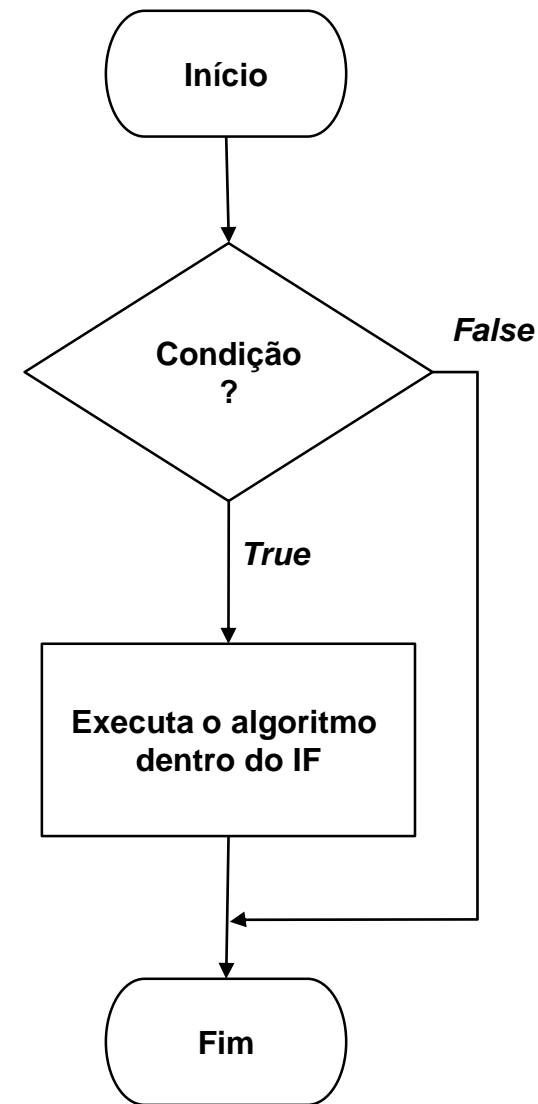 Início
False
Condição
?
True
Executa o algoritmo
dentro do IF
Fim